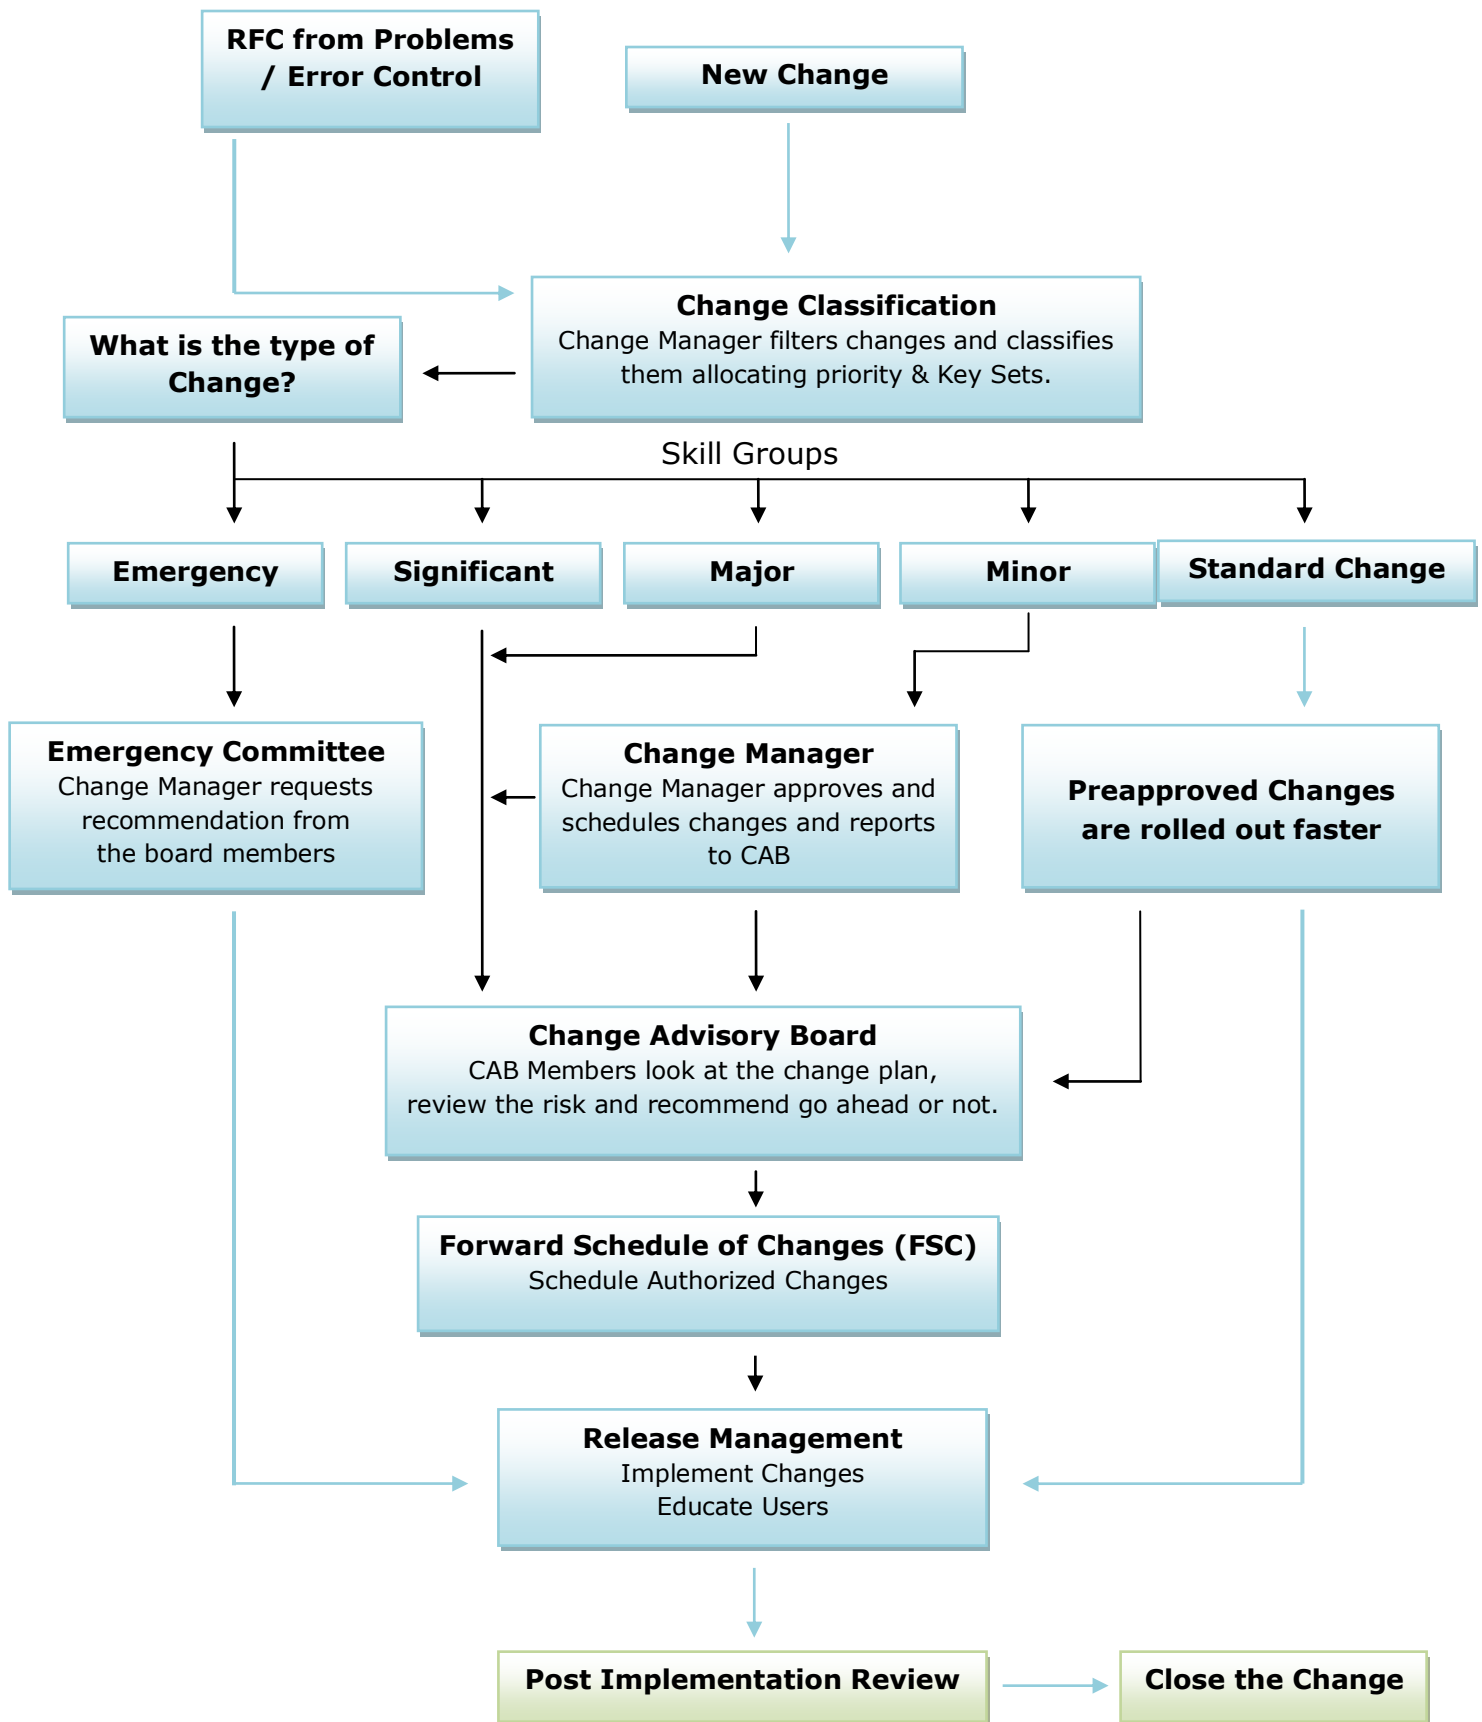 RFC from Problems
/ Error Control
New Change
Change Classification
Change Manager filters changes and classifies
them allocating priority & Key Sets.
What is the type of
Change?
Skill Groups
Emergency
Significant
Major
Minor
Standard Change
Emergency Committee
Change Manager requests
recommendation from
the board members
Change Manager
Change Manager approves and
schedules changes and reports
to CAB
Preapproved Changes
are rolled out faster
Change Advisory Board
CAB Members look at the change plan,
review the risk and recommend go ahead or not.
Forward Schedule of Changes (FSC)
Schedule Authorized Changes
Release Management
Implement Changes
Educate Users
Post Implementation Review
Close the Change